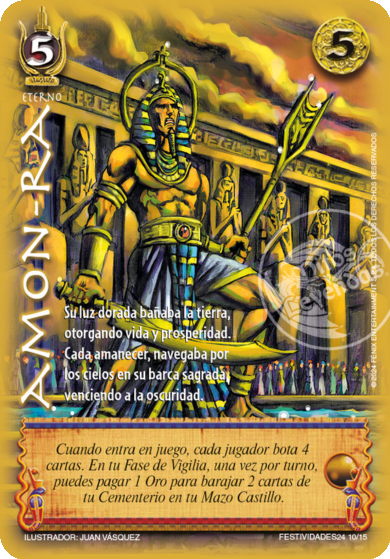 5
5
ETERNO
AMON-RA
Su luz dorada bañaba la tierra,
otorgando vida y prosperidad.
Cada amanecer, navegaba por
los cielos en su barca sagrada,
venciendo a la oscuridad.
Cuando entra en juego, cada jugador bota 4
cartas. En tu Fase de Vigilia, una vez por turno,
puedes pagar 1 Oro para barajar 2 cartas de
tu Cementerio en tu Mazo Castillo.
ILUSTRADOR: JUAN VÁSQUEZ
FESTIVIDADES24 10/15